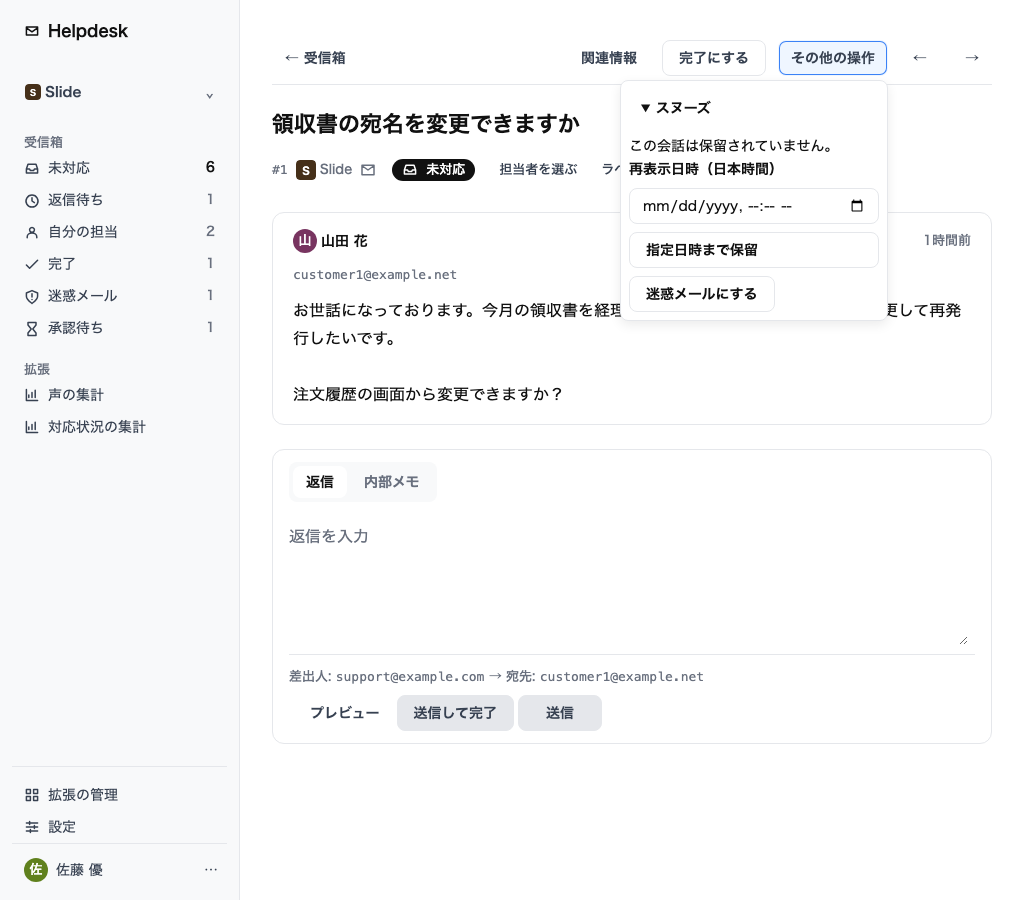 Helpdesk
S Slide
受信箱
未対応 6
返信待ち 1
自分の担当 2
完了 1
迷惑メール 1
承認待ち 1
拡張
声の集計
対応状況の集計
拡張の管理
設定
佐 佐藤 優 …
← 受信箱 関連情報 完了にする その他の操作 ← →
領収書の宛名を変更できますか
#1 S Slide 未対応 担当者を選ぶ
▼ スヌーズ
この会話は保留されていません。
再表示日時（日本時間）
mm/dd/yyyy, --:-- --
指定日時まで保留
迷惑メールにする
山 山田 花 1時間前
customer1@example.net
お世話になっております。今月の領収書を経理 更して再発
行したいです。
注文履歴の画面から変更できますか？
返信 内部メモ
返信を入力
差出人: support@example.com → 宛先: customer1@example.net
プレビュー 送信して完了 送信